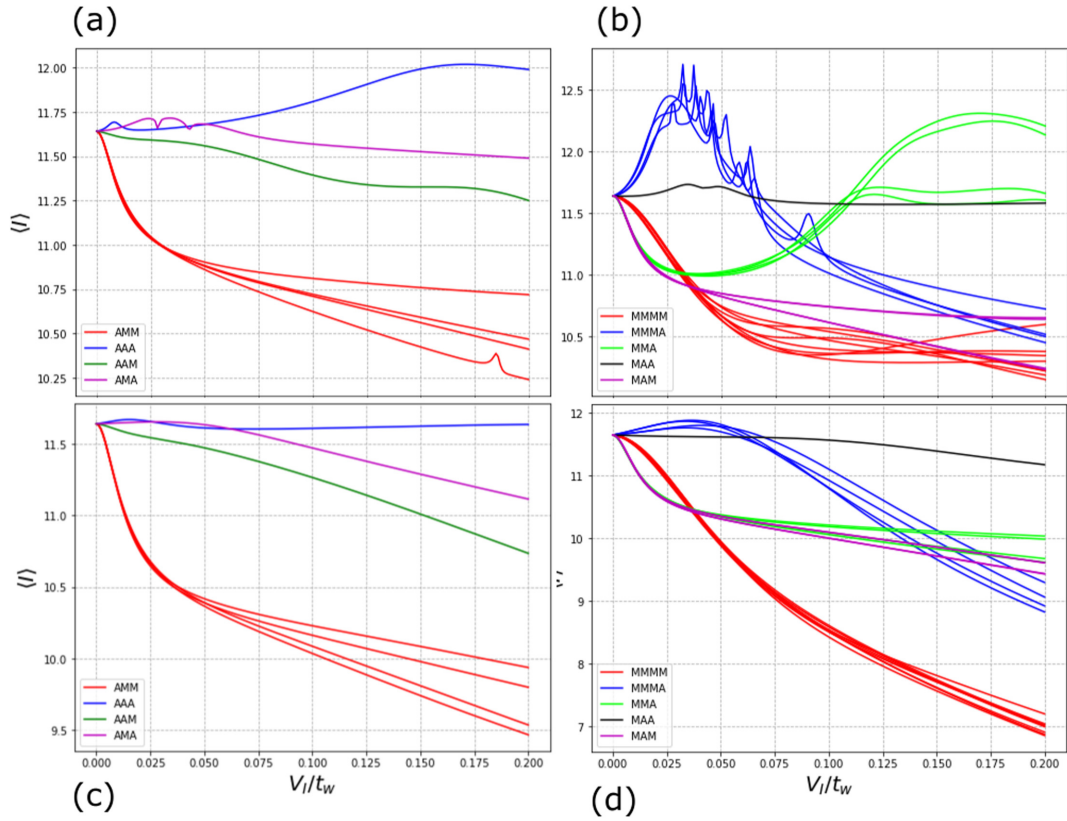 (a)
(b)
12.00
11.75
11.50
11.25
11.00
10.75
10.50
10.25
⟨I⟩
AMM
AAA
AAM
AMA
12.5
12.0
11.5
11.0
10.5
MMMM
MMMA
MMA
MAA
MAM
11.5
11.0
10.5
10.0
9.5
⟨I⟩
AMM
AAA
AAM
AMA
0.000 0.025 0.050 0.075 0.100 0.125 0.150 0.175 0.200
V_I/t_w
12
11
10
9
8
7
MMMM
MMMA
MMA
MAA
MAM
0.000 0.025 0.050 0.075 0.100 0.125 0.150 0.175 0.200
V_I/t_w
(c)
(d)